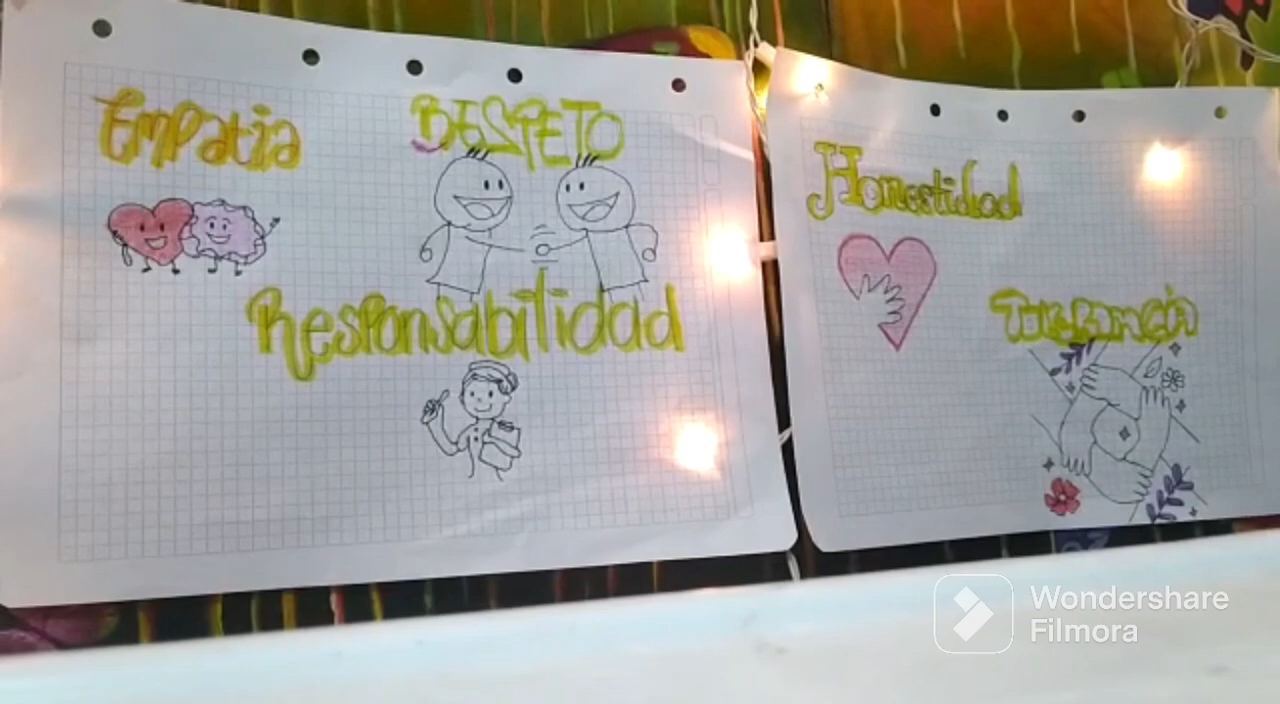 Empatia
RESPETO
Responsabilidad
Honestidad
Tolerancia
Wondershare
Filmora